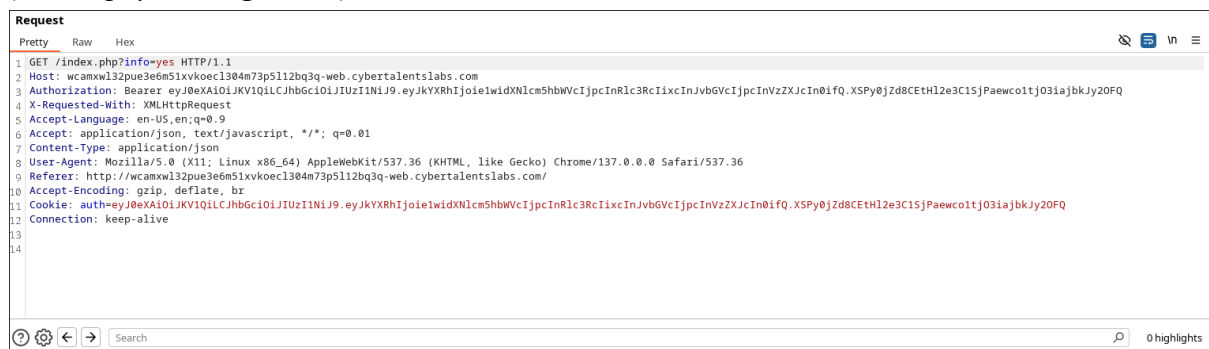 Request
Pretty Raw Hex
\n
1 GET /index.php?info=yes HTTP/1.1
2 Host: wcamxwl32pue3e6m51xvkoecl304m73p5l12bq3q-web.cybertalentslabs.com
3 Authorization: Bearer eyJ0eXAiOiJKV1QiLCJhbGciOiJIUzI1NiJ9.eyJkYXRhIjoie1widXNlcm5hbWVcIjpcInRlc3RcIixcInJvbGVcIjpcInVzZXJcIn0ifQ.XSPy0jZd8CEtHl2e3C1SjPaewco1tjO3iajbkJy2OFQ
4 X-Requested-With: XMLHttpRequest
5 Accept-Language: en-US,en;q=0.9
6 Accept: application/json, text/javascript, */*; q=0.01
7 Content-Type: application/json
8 User-Agent: Mozilla/5.0 (X11; Linux x86_64) AppleWebKit/537.36 (KHTML, like Gecko) Chrome/137.0.0.0 Safari/537.36
9 Referer: http://wcamxwl32pue3e6m51xvkoecl304m73p5l12bq3q-web.cybertalentslabs.com/
10 Accept-Encoding: gzip, deflate, br
11 Cookie: auth=eyJ0eXAiOiJKV1QiLCJhbGciOiJIUzI1NiJ9.eyJkYXRhIjoie1widXNlcm5hbWVcIjpcInRlc3RcIixcInJvbGVcIjpcInVzZXJcIn0ifQ.XSPy0jZd8CEtHl2e3C1SjPaewco1tjO3iajbkJy2OFQ
12 Connection: keep-alive
13
14
Search
0 highlights